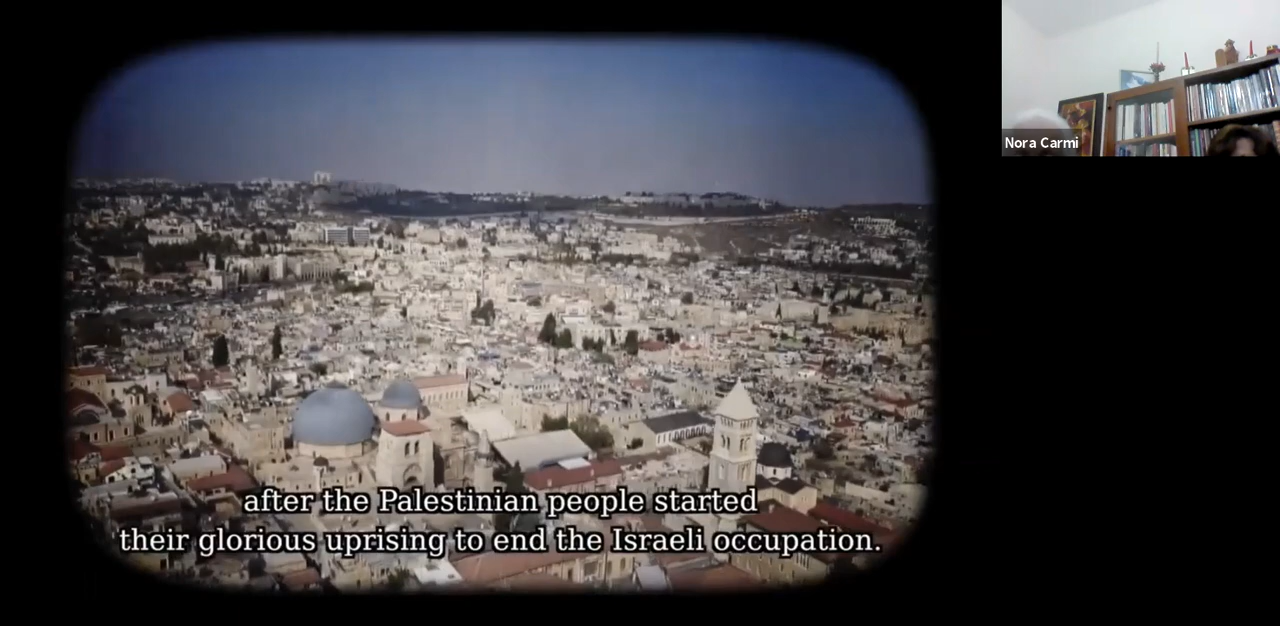 Nora Carmi
after the Palestinian people started
their glorious uprising to end the Israeli occupation.